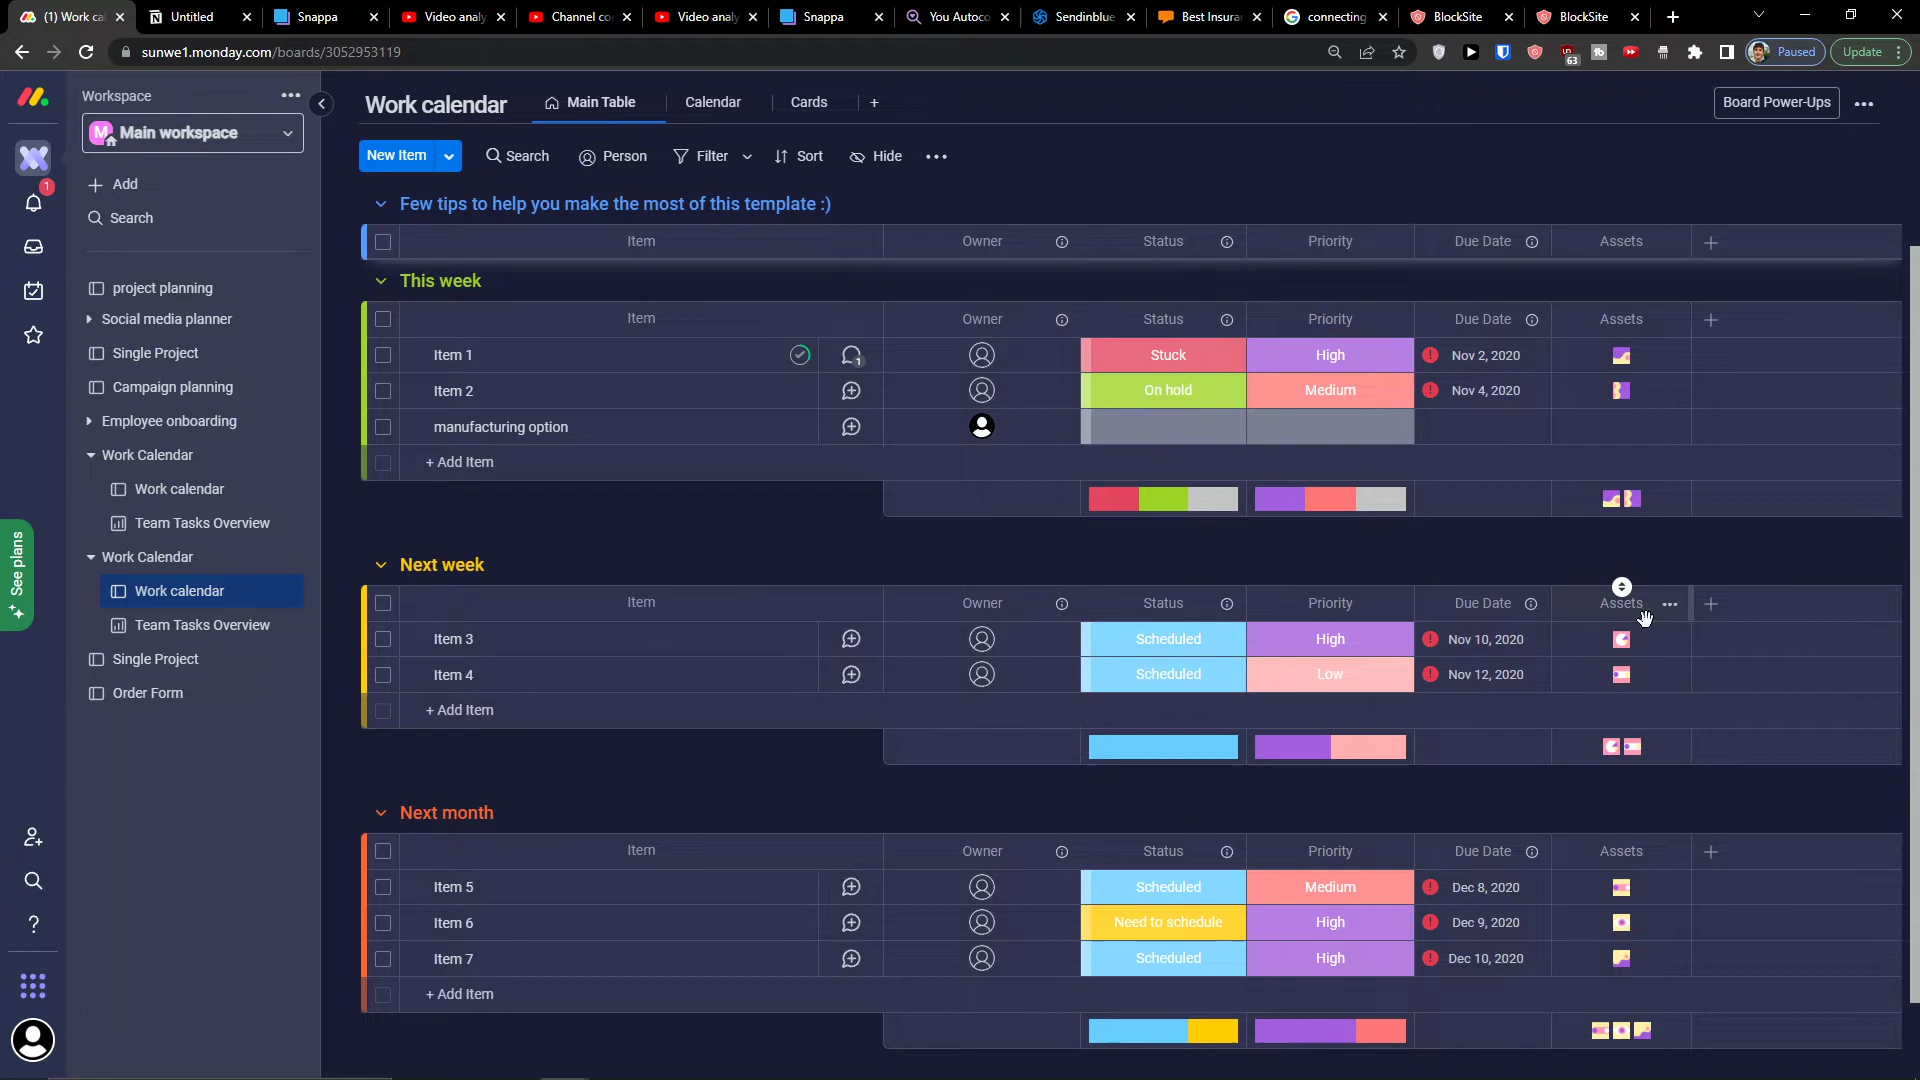 (1) Work cal
Untitled
Snappa
Video analy
Channel co
Video analy
Snappa
You Autoco
Sendinblue
Best Insuran
connecting
BlockSite
BlockSite
sunwe1.monday.com/boards/3052953119
63
Paused
Update
Workspace
M Main workspace
Add
Search
project planning
Social media planner
Single Project
Campaign planning
Employee onboarding
Work Calendar
Work calendar
Team Tasks Overview
Work Calendar
Work calendar
Team Tasks Overview
Single Project
Order Form
1
See plans
Work calendar
Main Table
Calendar
Cards
+
Board Power-Ups
New Item
Search
Person
Filter
Sort
Hide
Few tips to help you make the most of this template :)
Item Owner Status Priority Due Date Assets
This week
Item Owner Status Priority Due Date Assets
Item 1 1 Stuck High Nov 2, 2020
Item 2 On hold Medium Nov 4, 2020
manufacturing option
+ Add Item
Next week
Item Owner Status Priority Due Date Assets
Item 3 Scheduled High Nov 10, 2020
Item 4 Scheduled Low Nov 12, 2020
+ Add Item
Next month
Item Owner Status Priority Due Date Assets
Item 5 Scheduled Medium Dec 8, 2020
Item 6 Need to schedule High Dec 9, 2020
Item 7 Scheduled High Dec 10, 2020
+ Add Item